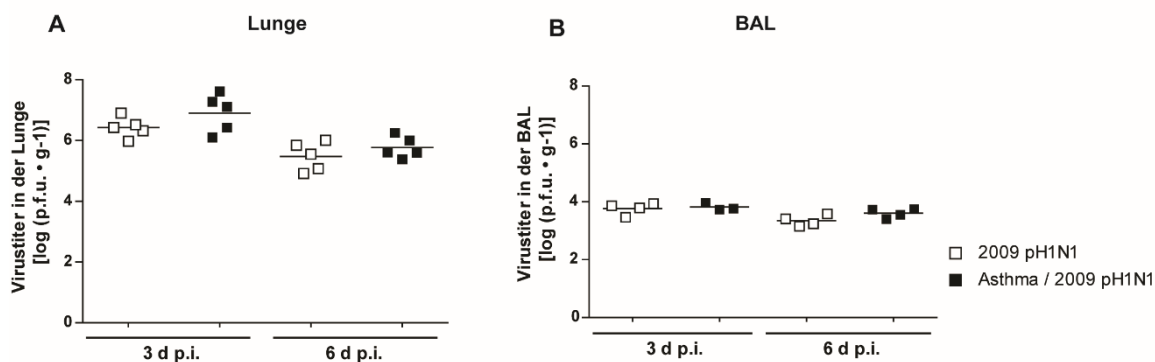 A
Lunge
Virustiter in der Lunge
[log (p.f.u. • g-1)]
8
6
4
2
0
3 d p.i.
6 d p.i.
B
BAL
Virustiter in der BAL
[log (p.f.u. • g-1)]
8
6
4
2
0
3 d p.i.
6 d p.i.
2009 pH1N1
Asthma / 2009 pH1N1